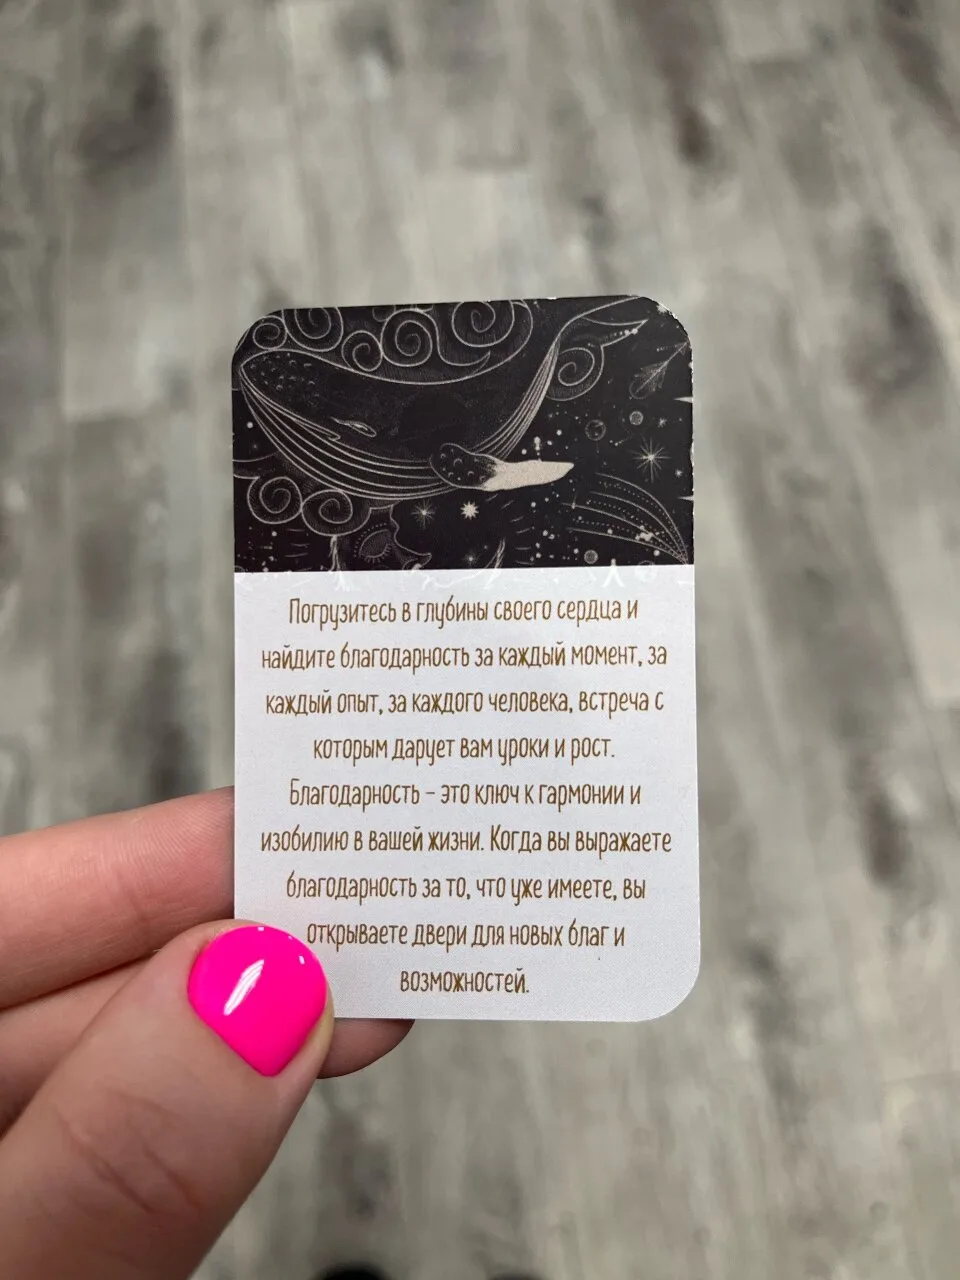 Погрузитесь в глубины своего сердца и
найдите благодарность за каждый момент, за
каждый опыт, за каждого человека, встреча с
которым дарует вам уроки и рост.
Благодарность – это ключ к гармонии и
изобилию в вашей жизни. Когда вы выражаете
благодарность за то, что уже имеете, вы
открываете двери для новых благ и
возможностей.